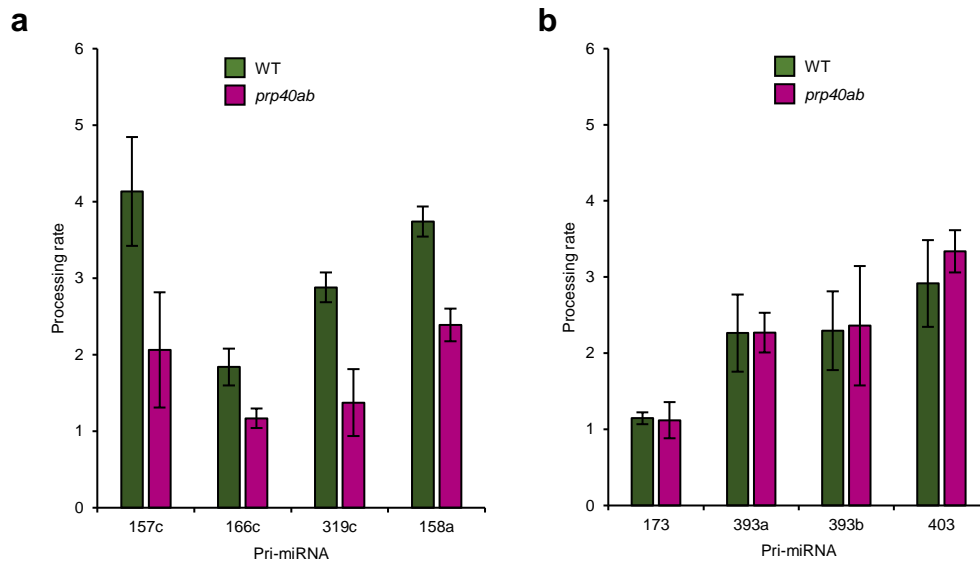 a
6
5
4
3
2
1
0
Processing rate
WT
prp40ab
157c 166c 319c 158a
Pri-miRNA
b
6
5
4
3
2
1
0
Processing rate
WT
prp40ab
173 393a 393b 403
Pri-miRNA